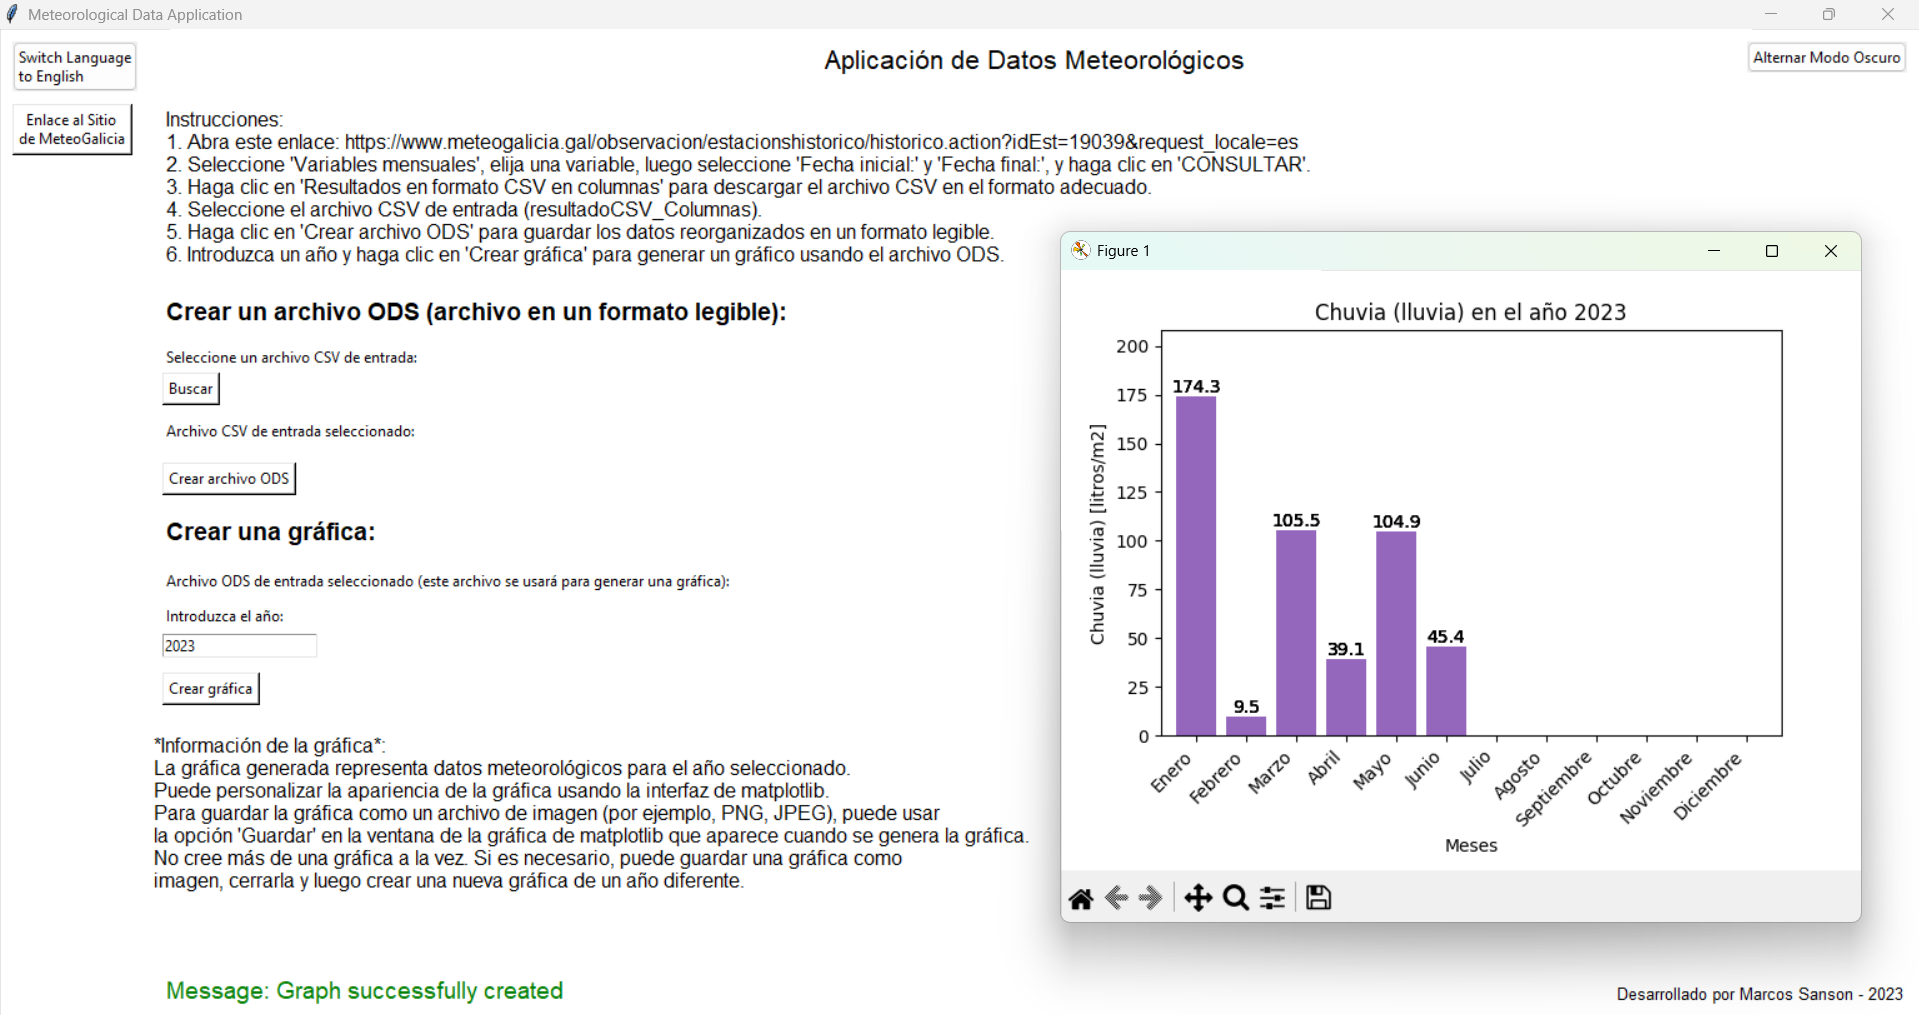 Meteorological Data Application
Switch Language
to English
Aplicación de Datos Meteorológicos
Alternar Modo Oscuro
Enlace al Sitio
de MeteoGalicia
Instrucciones:
1. Abra este enlace: https://www.meteogalicia.gal/observacion/estacionshistorico/historico.action?idEst=19039&request_locale=es
2. Seleccione 'Variables mensuales', elija una variable, luego seleccione 'Fecha inicial:' y 'Fecha final:', y haga clic en 'CONSULTAR'.
3. Haga clic en 'Resultados en formato CSV en columnas' para descargar el archivo CSV en el formato adecuado.
4. Seleccione el archivo CSV de entrada (resultadoCSV_Columnas).
5. Haga clic en 'Crear archivo ODS' para guardar los datos reorganizados en un formato legible.
6. Introduzca un año y haga clic en 'Crear gráfica' para generar un gráfico usando el archivo ODS.
Crear un archivo ODS (archivo en un formato legible):
Seleccione un archivo CSV de entrada:
Buscar
Archivo CSV de entrada seleccionado:
Crear archivo ODS
Crear una gráfica:
Archivo ODS de entrada seleccionado (este archivo se usará para generar una gráfica):
Introduzca el año:
2023
Crear gráfica
*Información de la gráfica*:
La gráfica generada representa datos meteorológicos para el año seleccionado.
Puede personalizar la apariencia de la gráfica usando la interfaz de matplotlib.
Para guardar la gráfica como un archivo de imagen (por ejemplo, PNG, JPEG), puede usar
la opción 'Guardar' en la ventana de la gráfica de matplotlib que aparece cuando se genera la gráfica.
No cree más de una gráfica a la vez. Si es necesario, puede guardar una gráfica como
imagen, cerrarla y luego crear una nueva gráfica de un año diferente.
Message: Graph successfully created
Figure 1
Chuvia (lluvia) en el año 2023
Chuvia (lluvia) [litros/m2]
200
175
150
125
100
75
50
25
0
174.3
9.5
105.5
39.1
104.9
45.4
Enero
Febrero
Marzo
Abril
Mayo
Junio
Julio
Agosto
Septiembre
Octubre
Noviembre
Diciembre
Meses
Desarrollado por Marcos Sanson - 2023